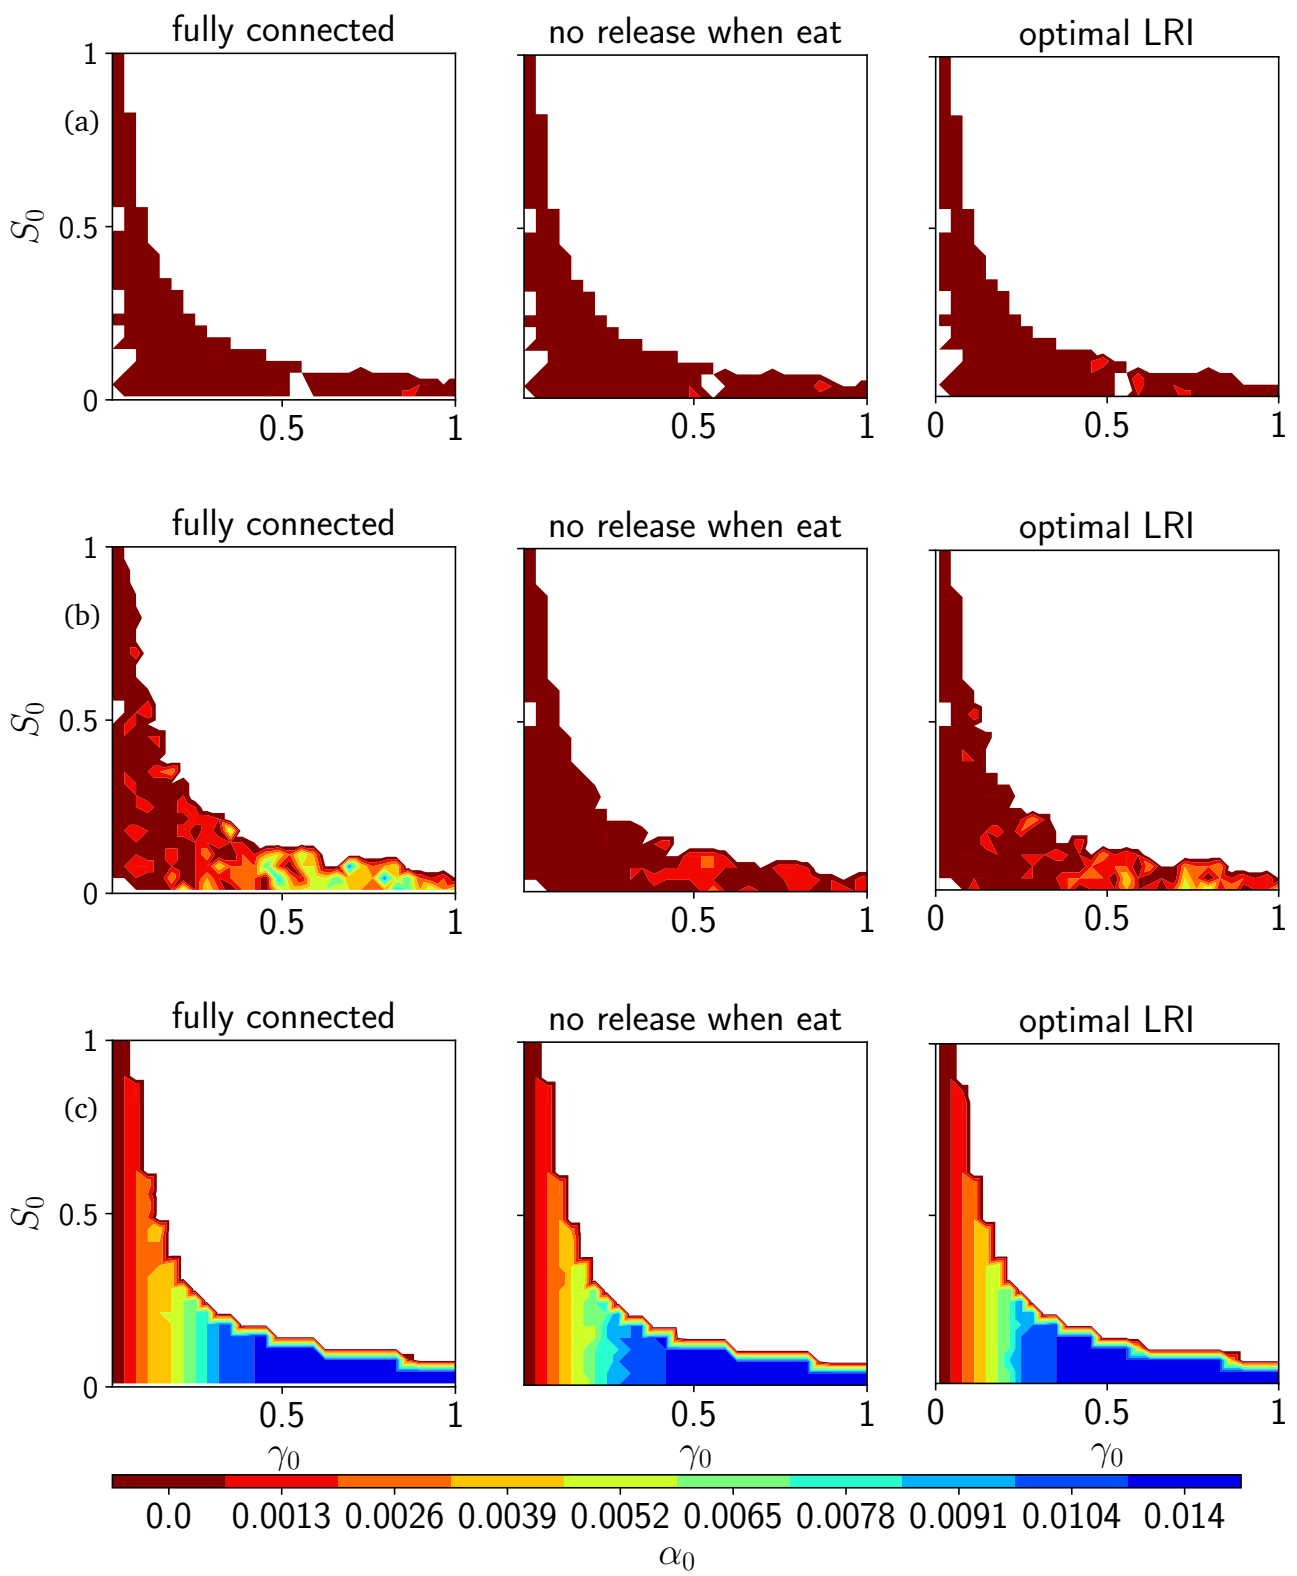 fully connected no release when eat optimal LRI
1
(a)
S₀ 0.5
0
0.5 1 0.5 1 0 0.5 1
fully connected no release when eat optimal LRI
1
(b)
S₀ 0.5
0
0.5 1 0.5 1 0 0.5 1
fully connected no release when eat optimal LRI
1
(c)
S₀ 0.5
0
0.5 1 0.5 1 0 0.5 1
γ₀ γ₀ γ₀
0.0 0.0013 0.0026 0.0039 0.0052 0.0065 0.0078 0.0091 0.0104 0.014
α₀